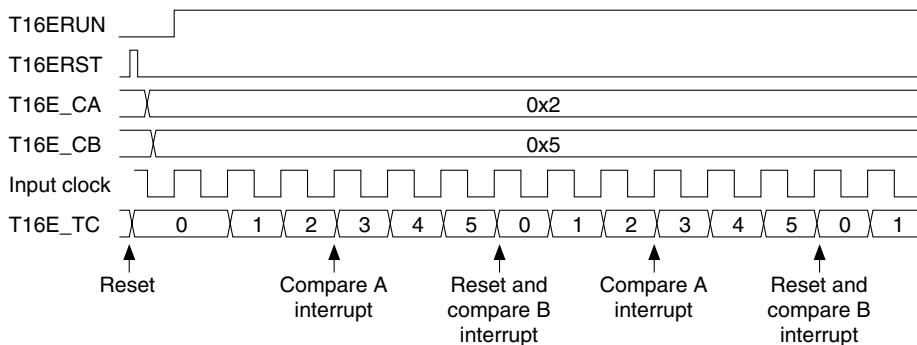 T16ERUN
T16ERST
T16E_CA 0x2
T16E_CB 0x5
Input clock
T16E_TC 0 1 2 3 4 5 0 1 2 3 4 5 0 1
Reset Compare A Reset and Compare A Reset and
interrupt compare B interrupt compare B
interrupt interrupt